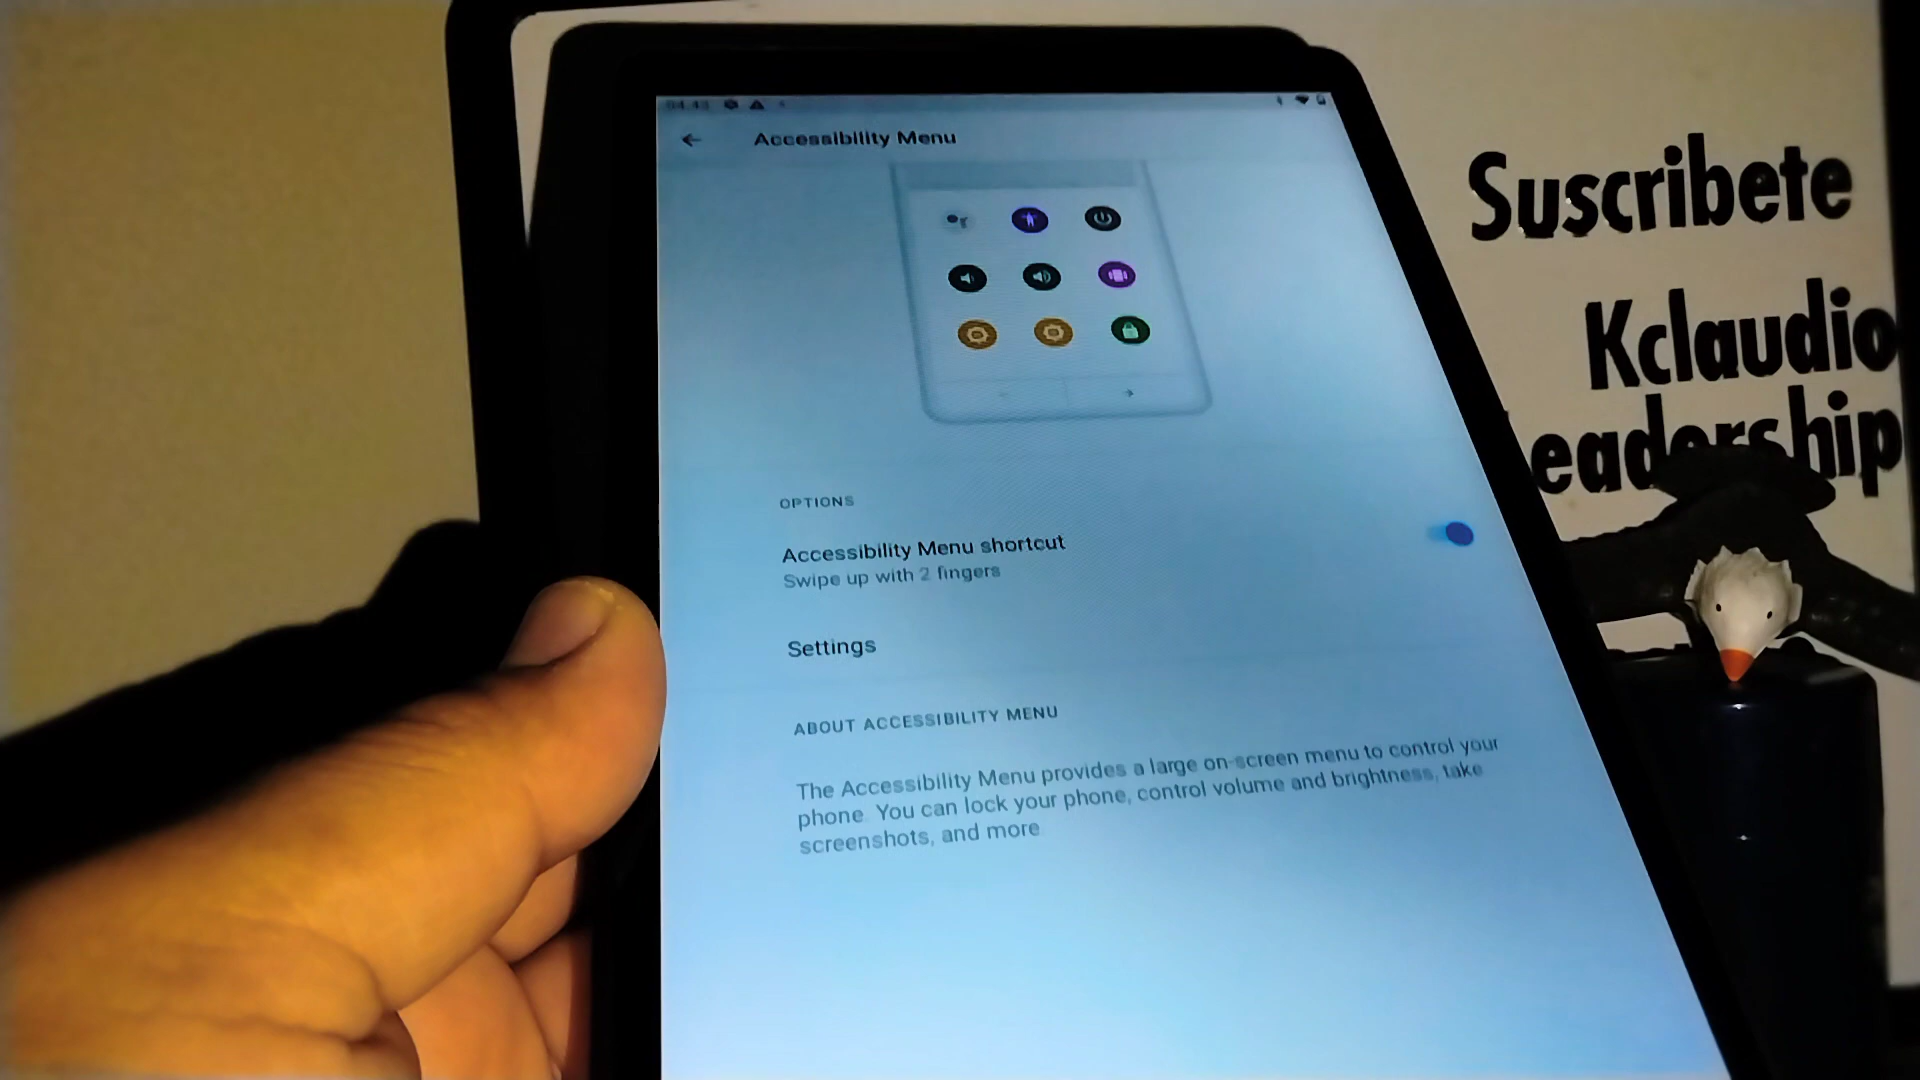 Accessibility Menu
OPTIONS
Accessibility Menu shortcut
Swipe up with 2 fingers
Settings
ABOUT ACCESSIBILITY MENU
The Accessibility Menu provides a large on-screen menu to control your
phone. You can lock your phone, control volume and brightness, take
screenshots, and more
Suscribete
Kclaudio
eadership